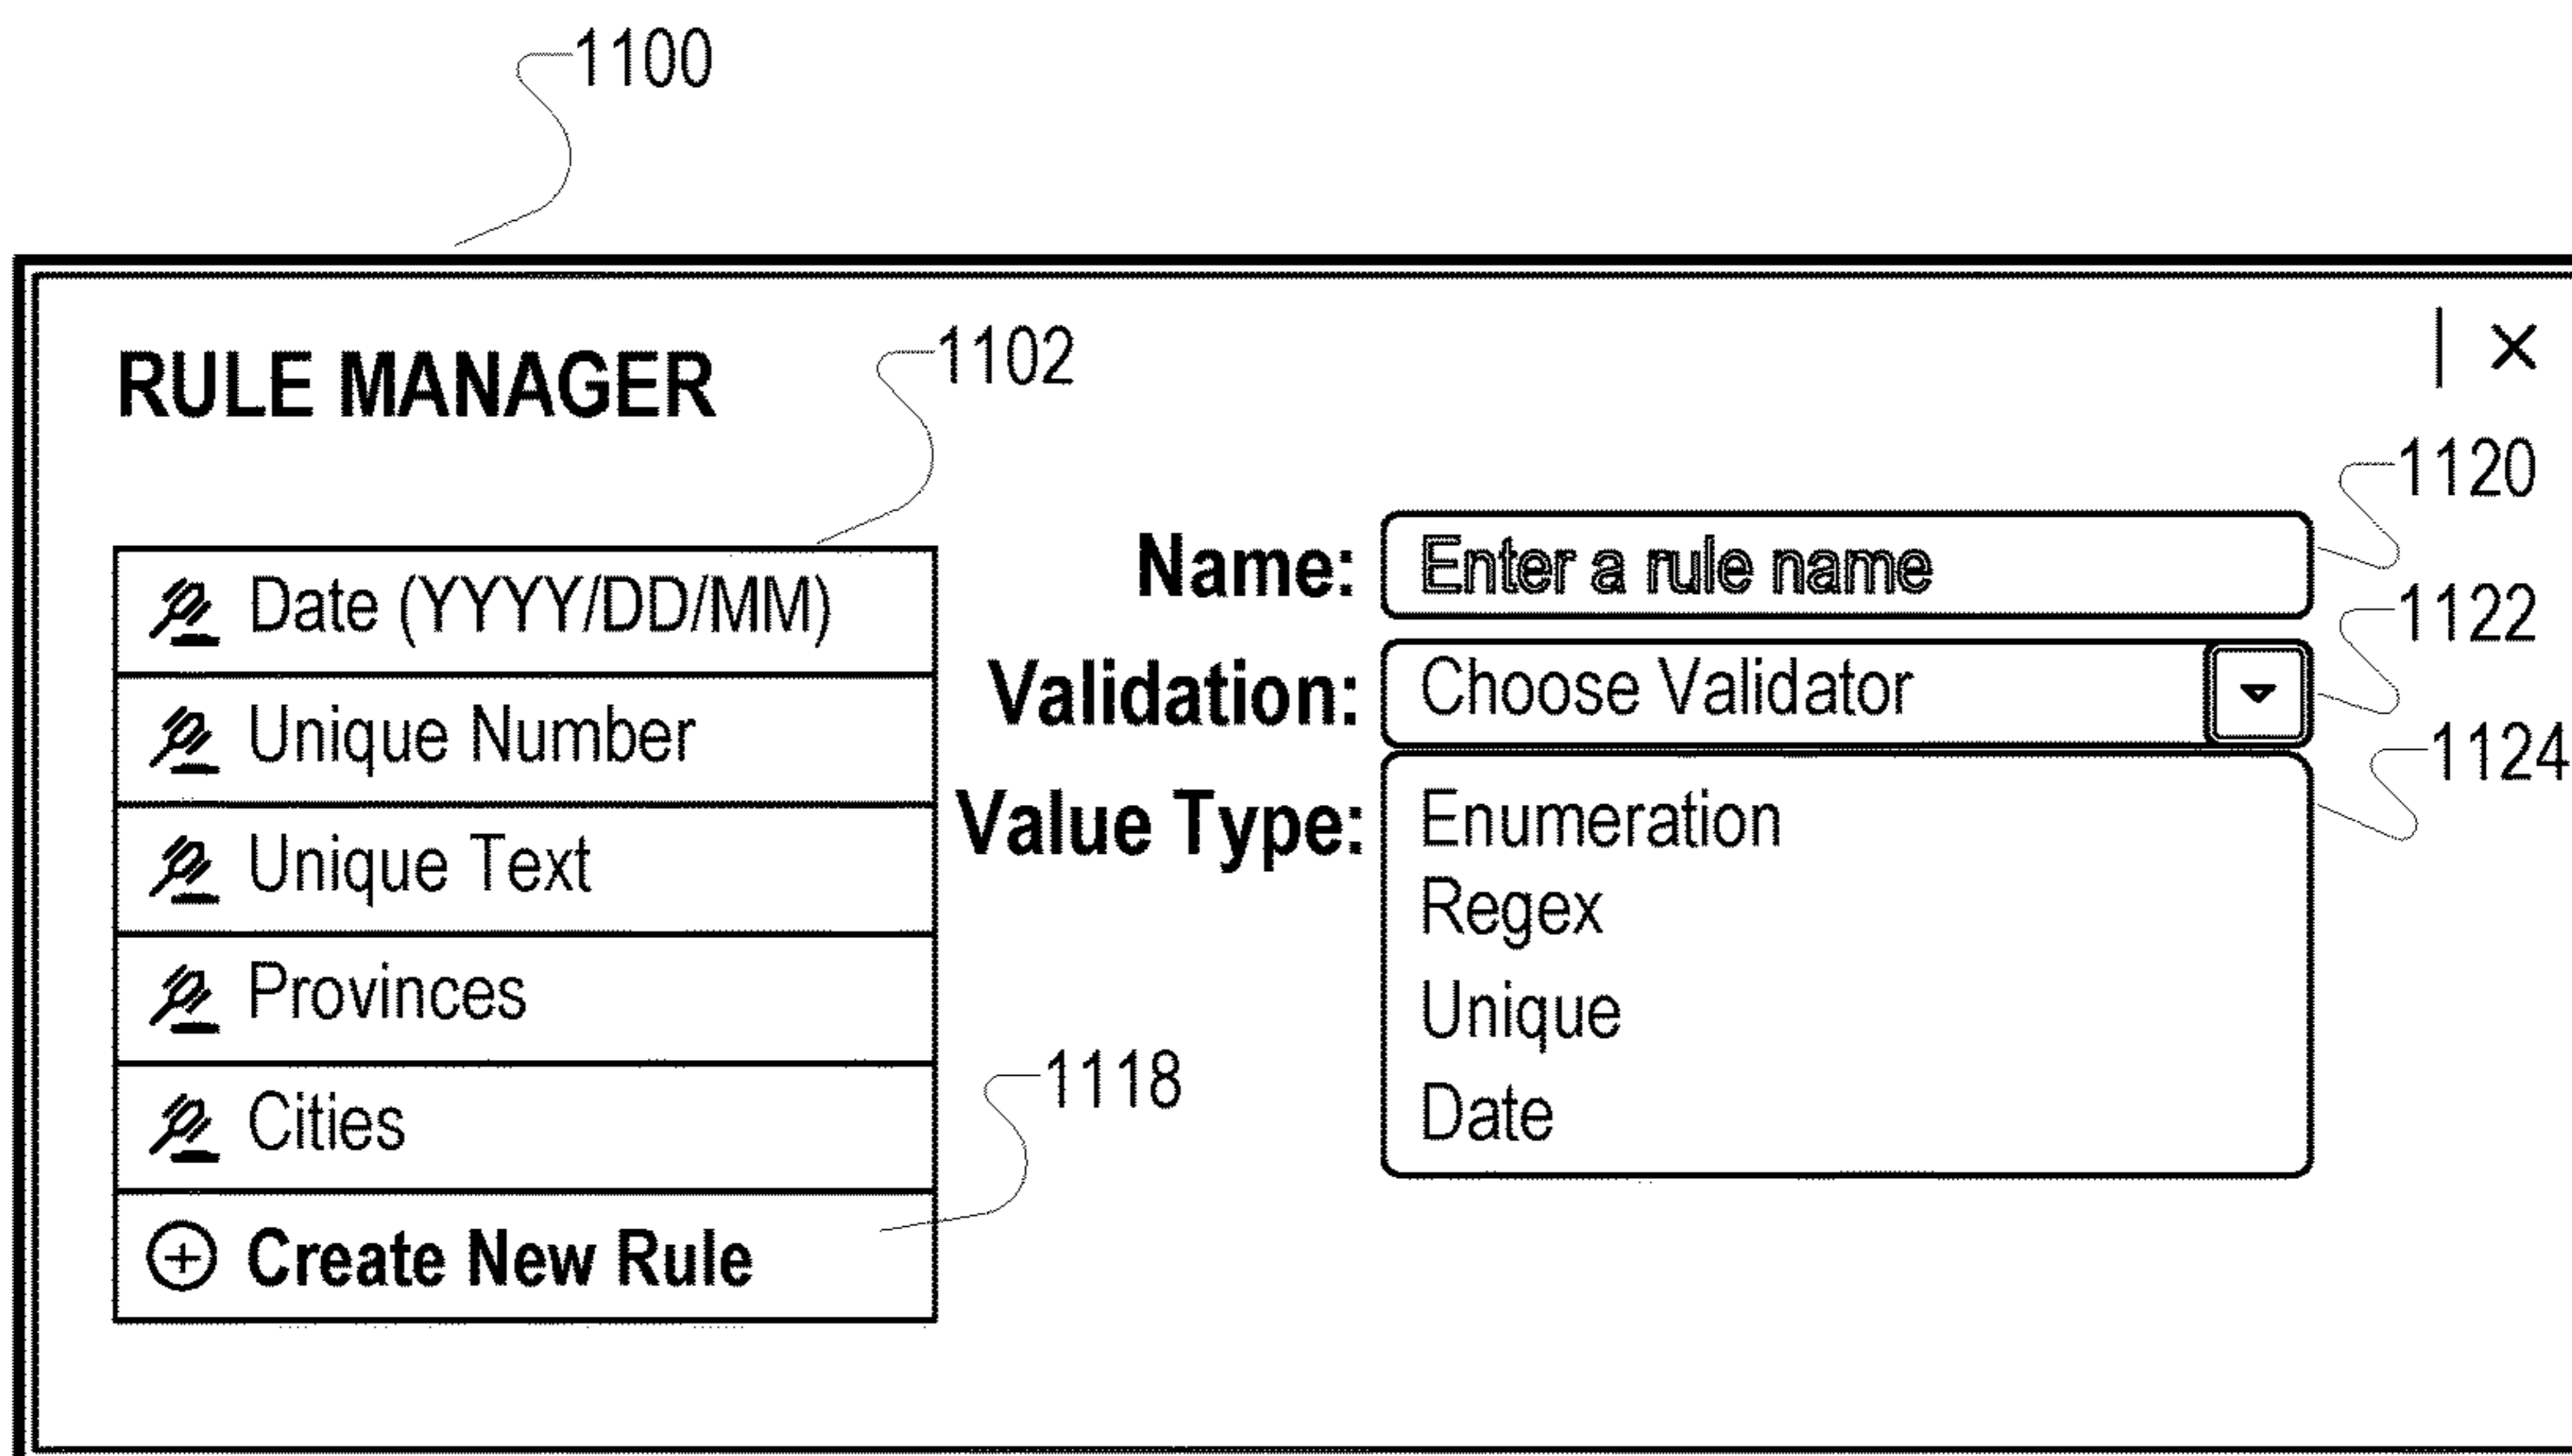 1100
RULE MANAGER
1102
×
1120
Name: Enter a rule name
1122
Validation: Choose Validator
1124
Value Type:
Enumeration
Regex
Unique
Date
Date (YYYY/DD/MM)
Unique Number
Unique Text
Provinces
Cities
1118
Create New Rule